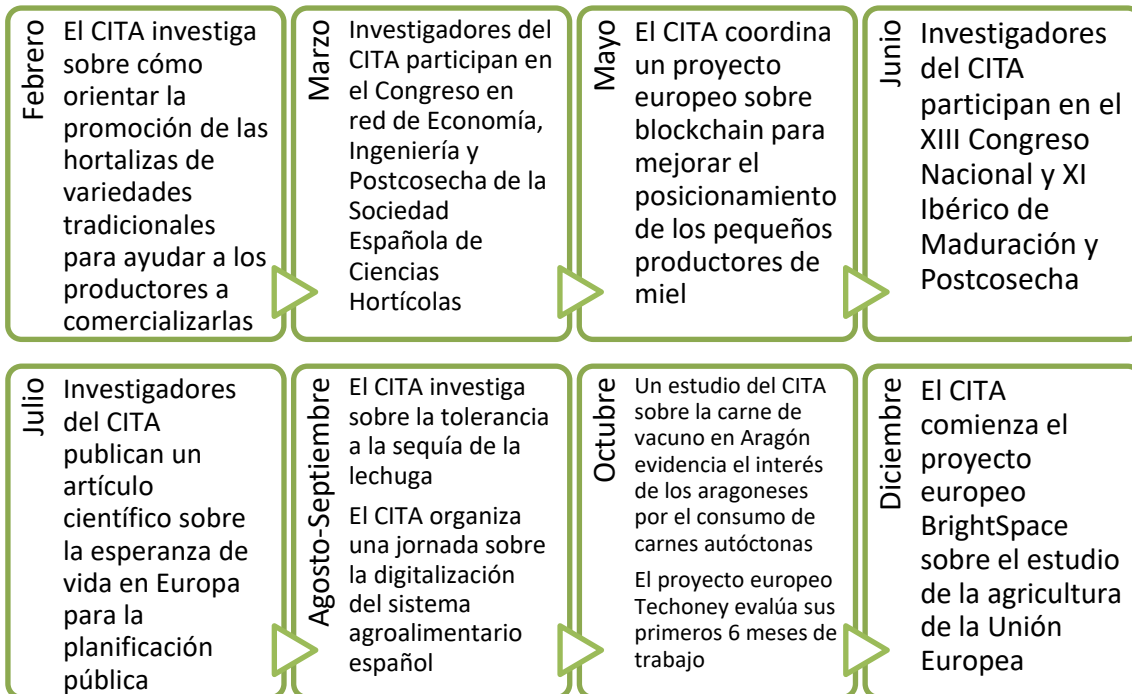 Febrero
El CITA investiga
sobre cómo
orientar la
promoción de las
hortalizas de
variedades
tradicionales
para ayudar a los
productores a
comercializarlas
Marzo
Investigadores del
CITA participan en
el Congreso en
red de Economía,
Ingeniería y
Postcosecha de la
Sociedad
Española de
Ciencias
Hortícolas
Mayo
El CITA coordina
un proyecto
europeo sobre
blockchain para
mejorar el
posicionamiento
de los pequeños
productores de
miel
Junio
Investigadores
del CITA
participan en el
XIII Congreso
Nacional y XI
Ibérico de
Maduración y
Postcosecha
Julio
Investigadores
del CITA
publican un
artículo
científico sobre
la esperanza de
vida en Europa
para la
planificación
pública
Agosto-Septiembre
El CITA investiga
sobre la tolerancia
a la sequía de la
lechuga
El CITA organiza
una jornada sobre
la digitalización
del sistema
agroalimentario
español
Octubre
Un estudio del CITA
sobre la carne de
vacuno en Aragón
evidencia el interés
de los aragoneses
por el consumo de
carnes autóctonas
El proyecto europeo
Techoney evalúa sus
primeros 6 meses de
trabajo
Diciembre
El CITA
comienza el
proyecto
europeo
BrightSpace
sobre el estudio
de la agricultura
de la Unión
Europea